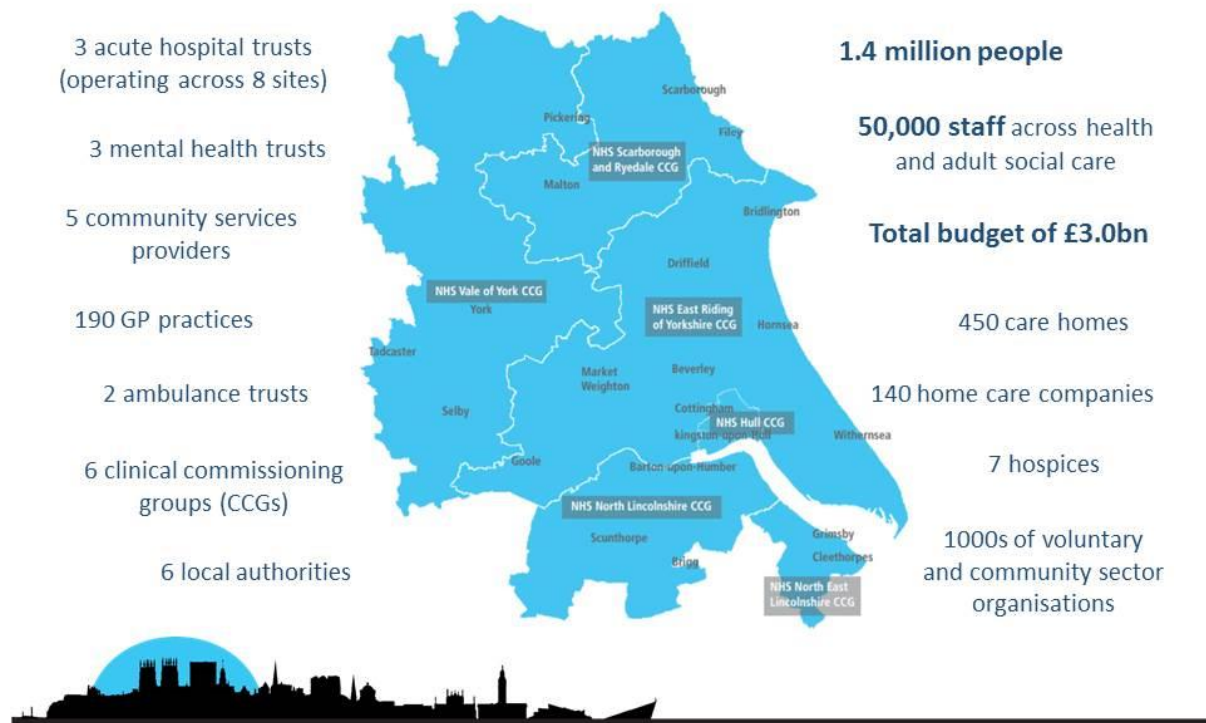 3 acute hospital trusts
(operating across 8 sites)
3 mental health trusts
5 community services
providers
190 GP practices
2 ambulance trusts
6 clinical commissioning
groups (CCGs)
6 local authorities
Scarborough
Pickering
Filey
NHS Scarborough
and Ryedale CCG
Malton
Bridlington
Driffield
NHS Vale of York CCG
York
NHS East Riding
of Yorkshire CCG
Hornsea
Tadcaster
Market
Weighton
Beverley
Selby
Cottingham
NHS Hull CCG
kingston-upon-Hull
Withernsea
Goole
Barton-upon-Humber
NHS North Lincolnshire CCG
Scunthorpe
Brigg
Grimsby
Cleethorpes
NHS North East
Lincolnshire CCG
1.4 million people
50,000 staff across health
and adult social care
Total budget of £3.0bn
450 care homes
140 home care companies
7 hospices
1000s of voluntary
and community sector
organisations